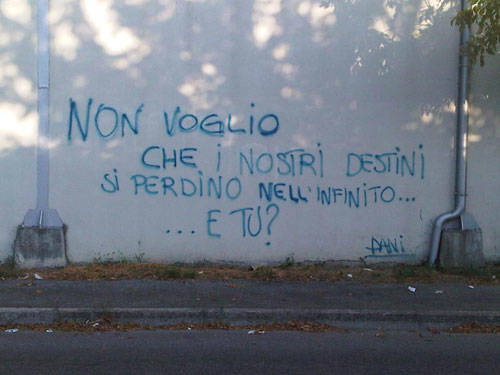 NON VOGLIO
CHE I NOSTRI DESTINI
SI PERDINO NELL'INFINITO...
... E TU?
DANI